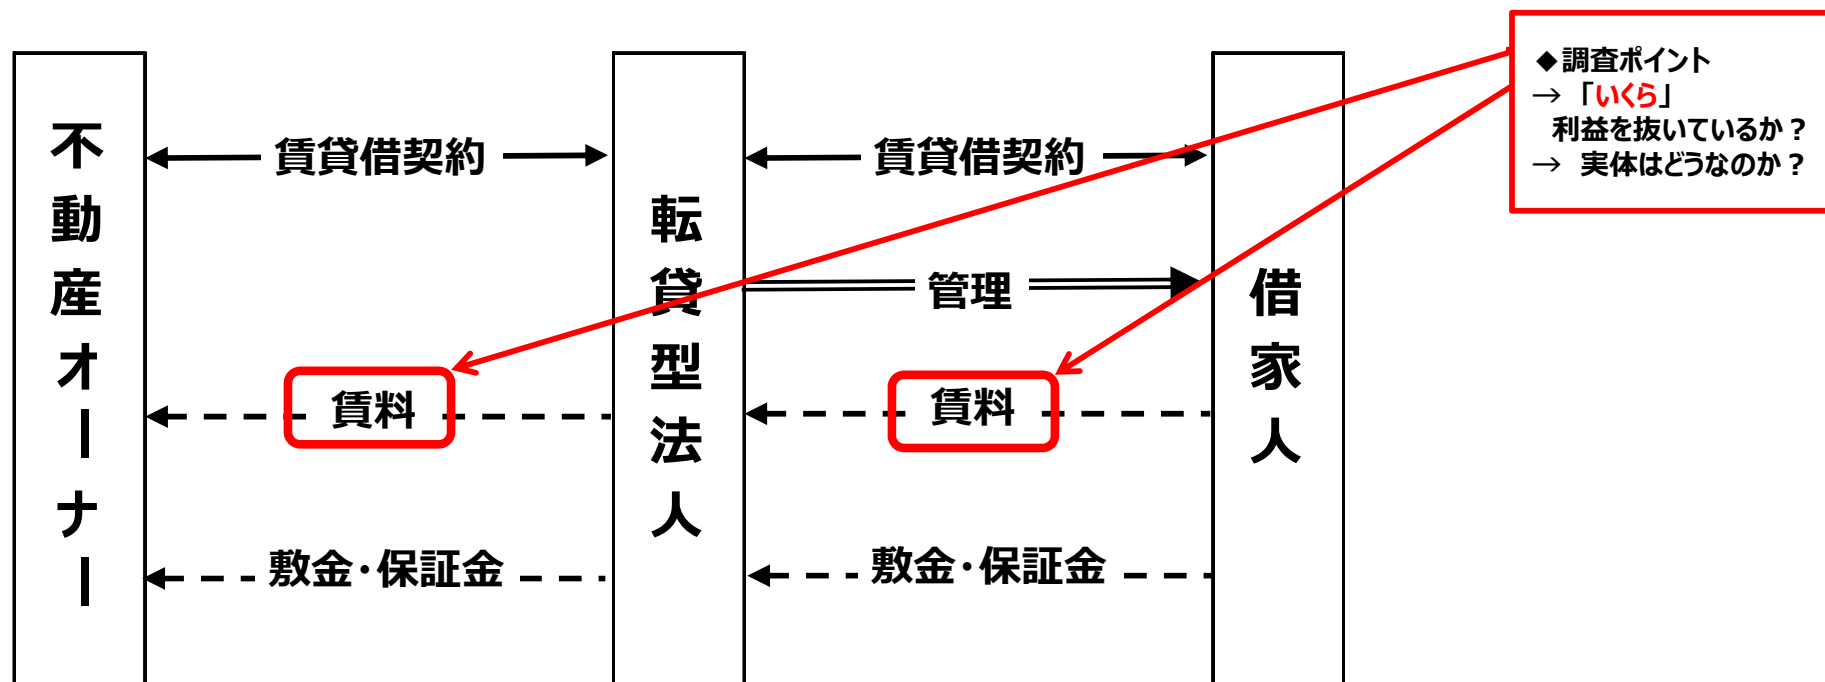 不動産オーナー
賃貸借契約
転貸型法人
賃貸借契約
借家人
◆調査ポイント
→ 「いくら」
利益を抜いているか？
→ 実体はどうなのか？
管理
賃料
賃料
敷金・保証金
敷金・保証金